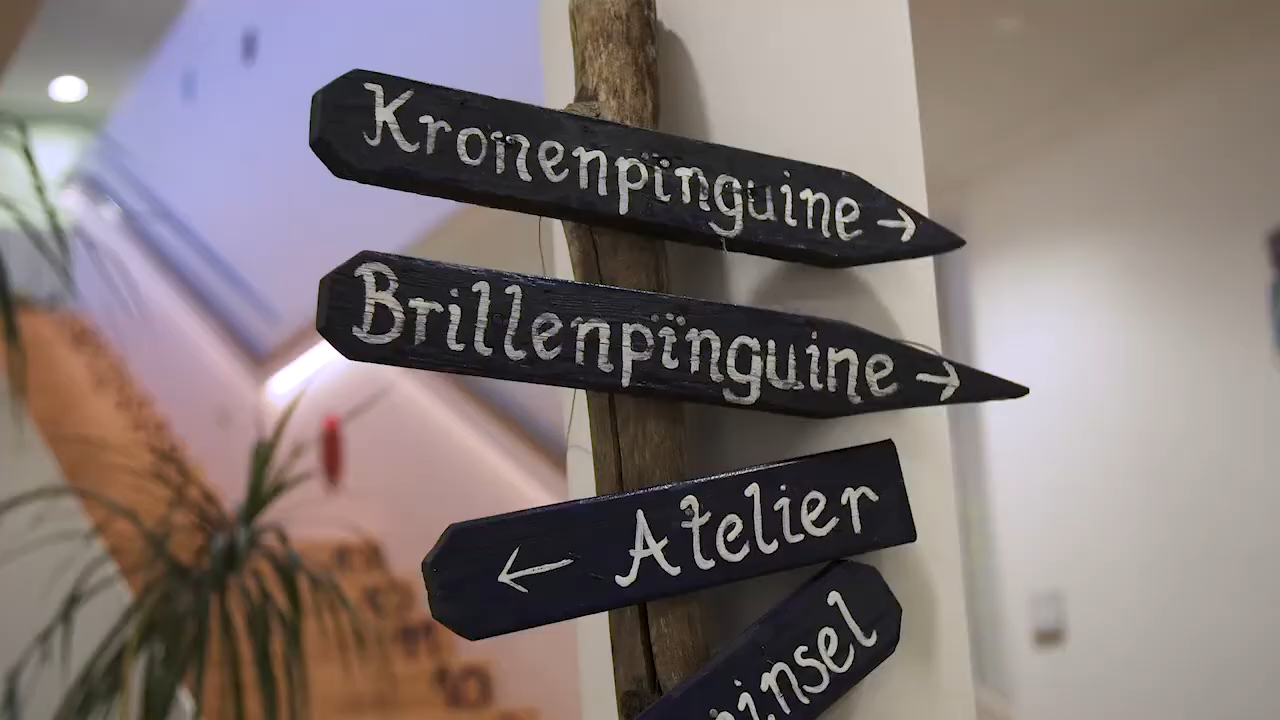 Kronenpinguine →
Brillenpinguine →
← Atelier